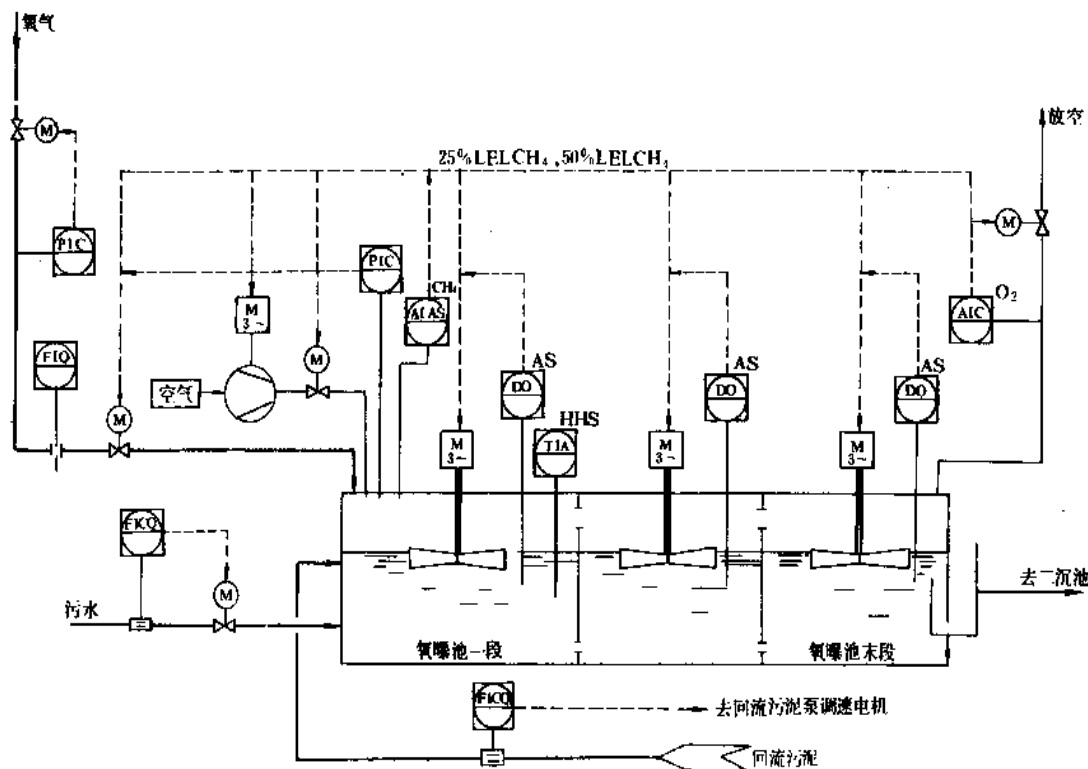 氧气
M
放空
25%LELCH₄,50%LELCH₄
M
PIC
PIC
CH₄
AIAS
O₂
AIC
M
3~
FIQ
M
AS
DO
AS
DO
AS
DO
空气
M
HHS
TIA
M
3~
M
3~
M
3~
FICQ
M
污水
去二沉池
氧曝池一段
氧曝池末段
FICQ
去回流污泥泵调速电机
回流污泥